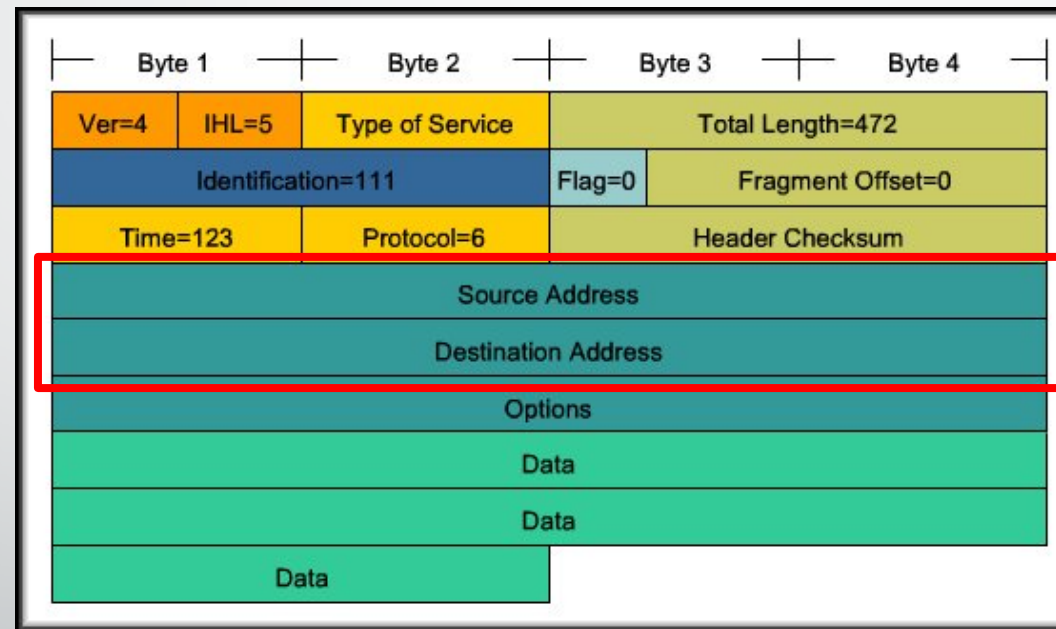 Byte 1 Byte 2 Byte 3 Byte 4
Ver=4 IHL=5 Type of Service Total Length=472
Identification=111 Flag=0 Fragment Offset=0
Time=123 Protocol=6 Header Checksum
Source Address
Destination Address
Options
Data
Data
Data